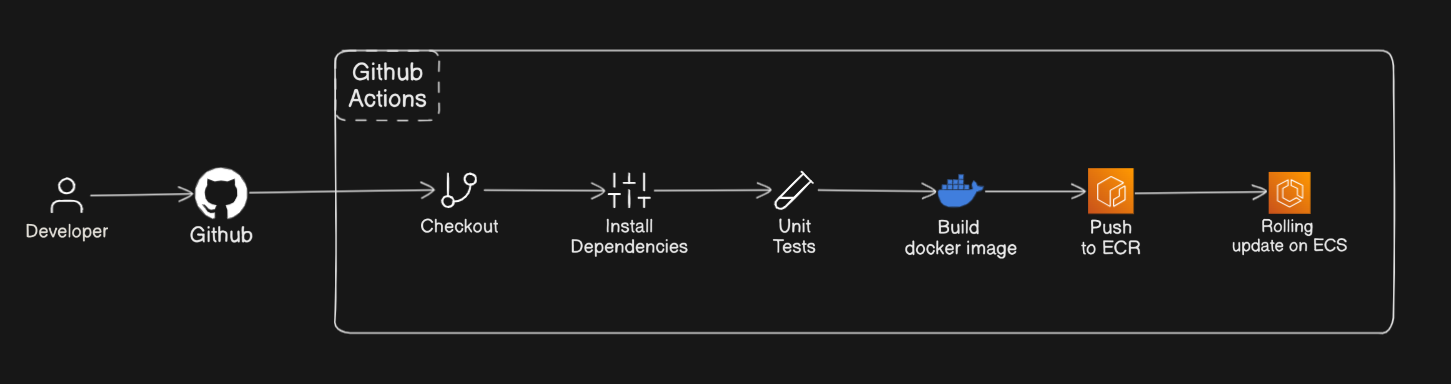 Github
Actions
Developer
Github
Checkout
Install
Dependencies
Unit
Tests
Build
docker image
Push
to ECR
Rolling
update on ECS